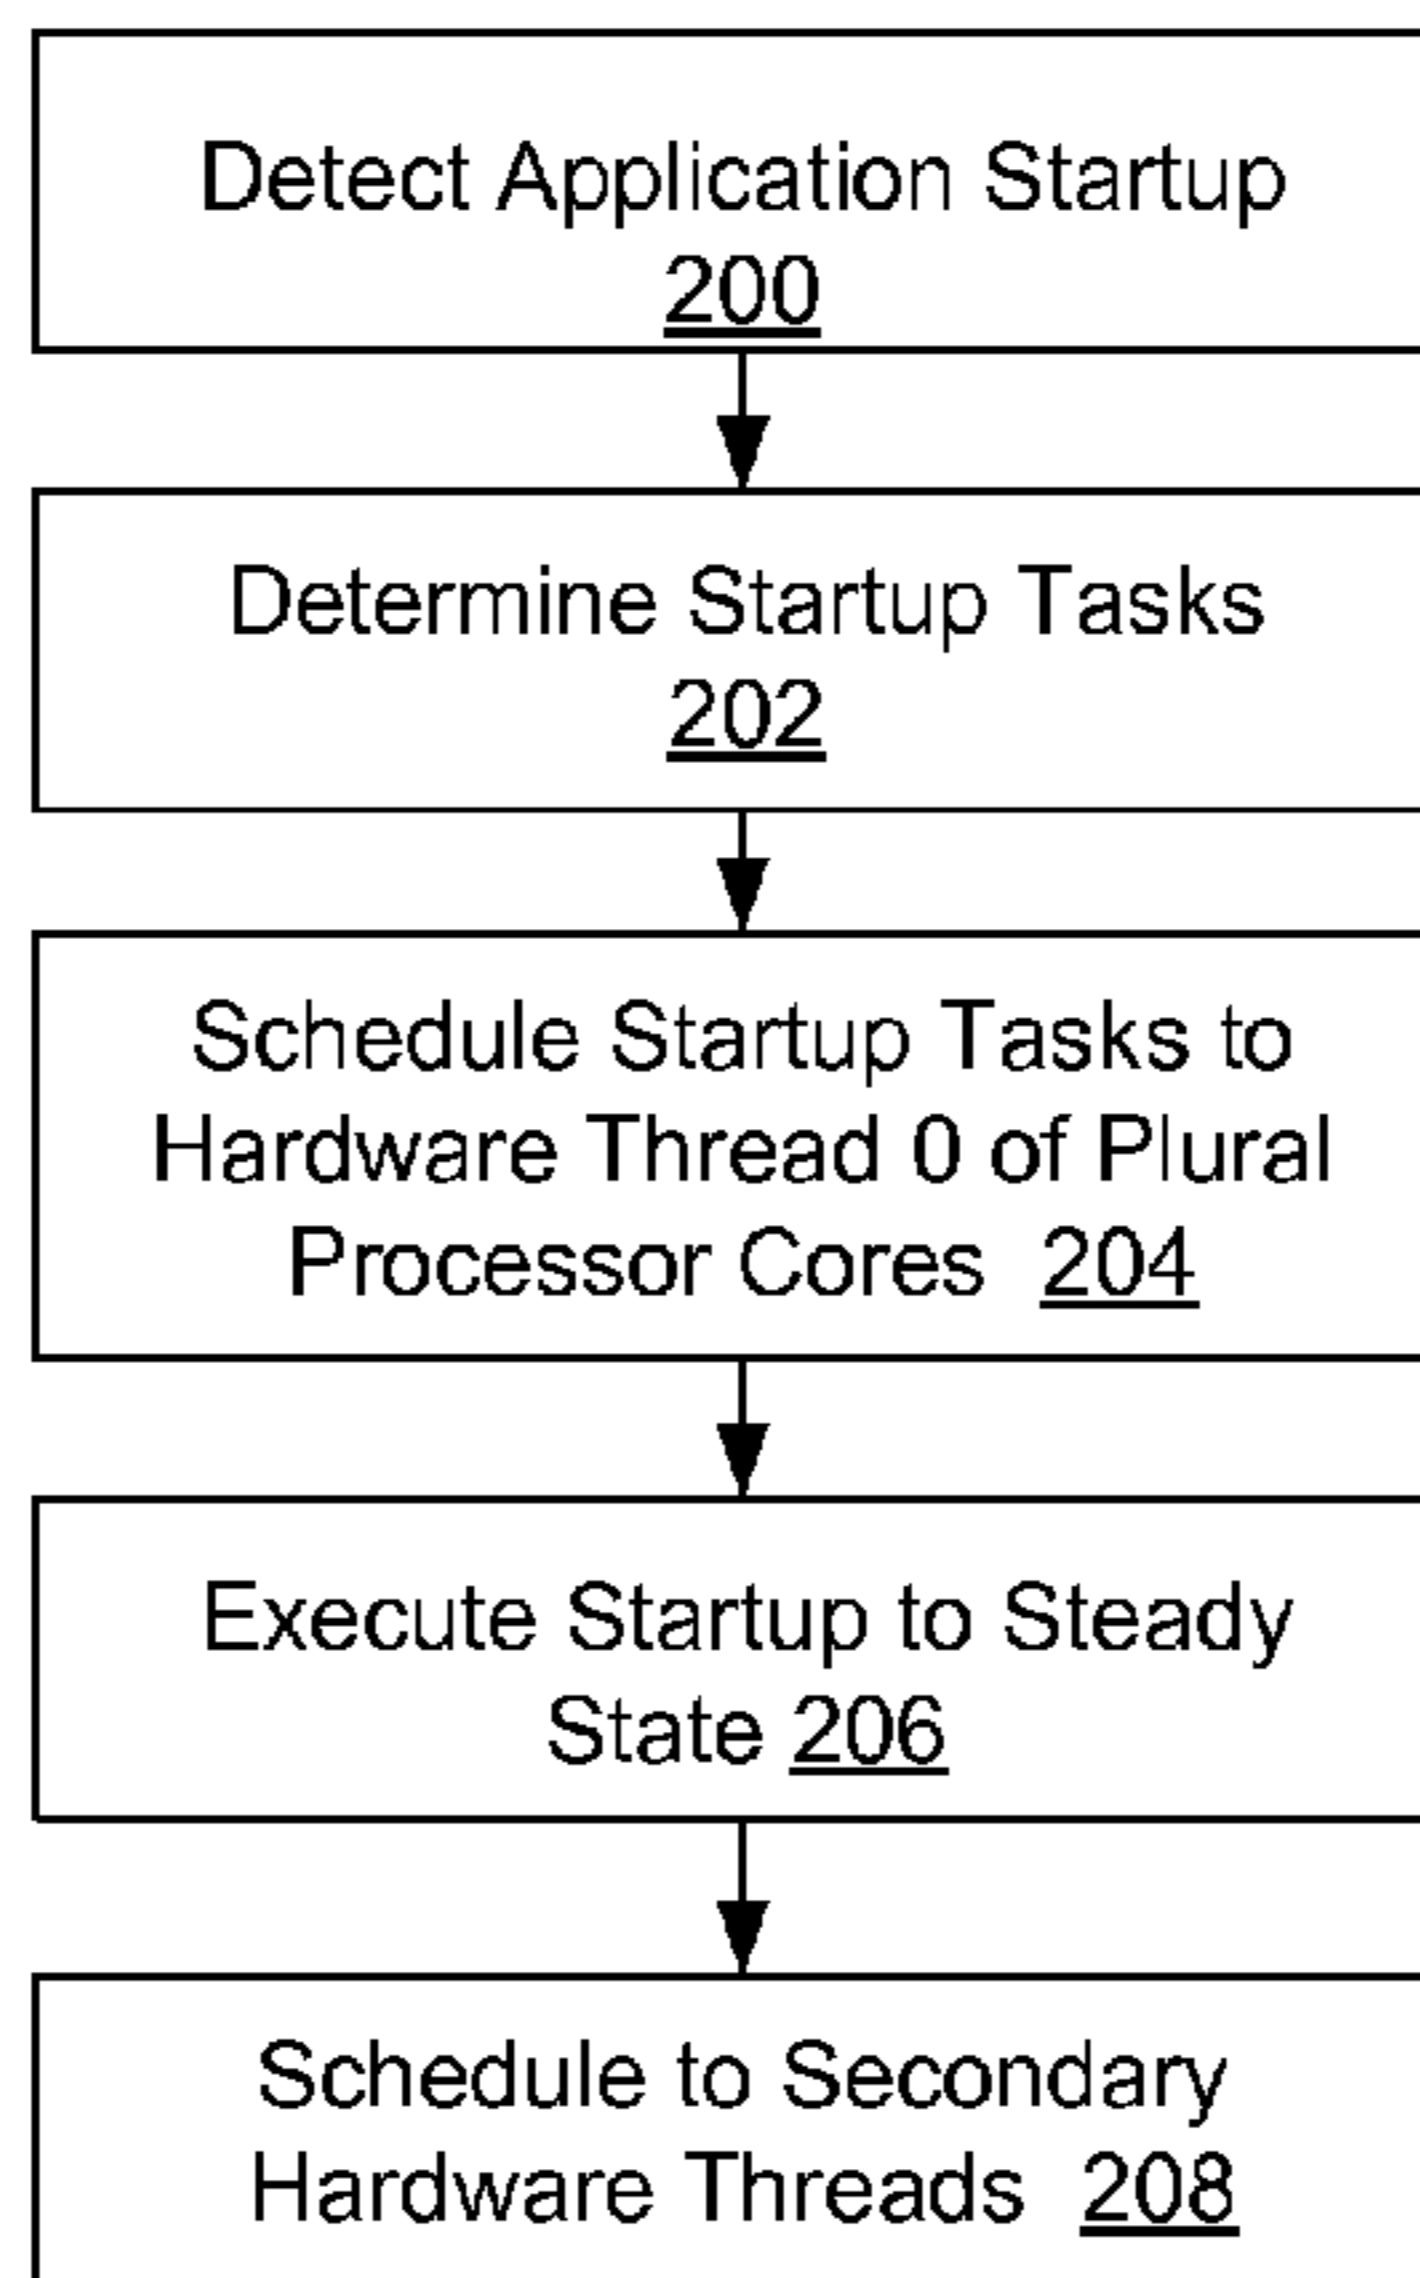 Detect Application Startup
200
Determine Startup Tasks
202
Schedule Startup Tasks to
Hardware Thread 0 of Plural
Processor Cores 204
Execute Startup to Steady
State 206
Schedule to Secondary
Hardware Threads 208